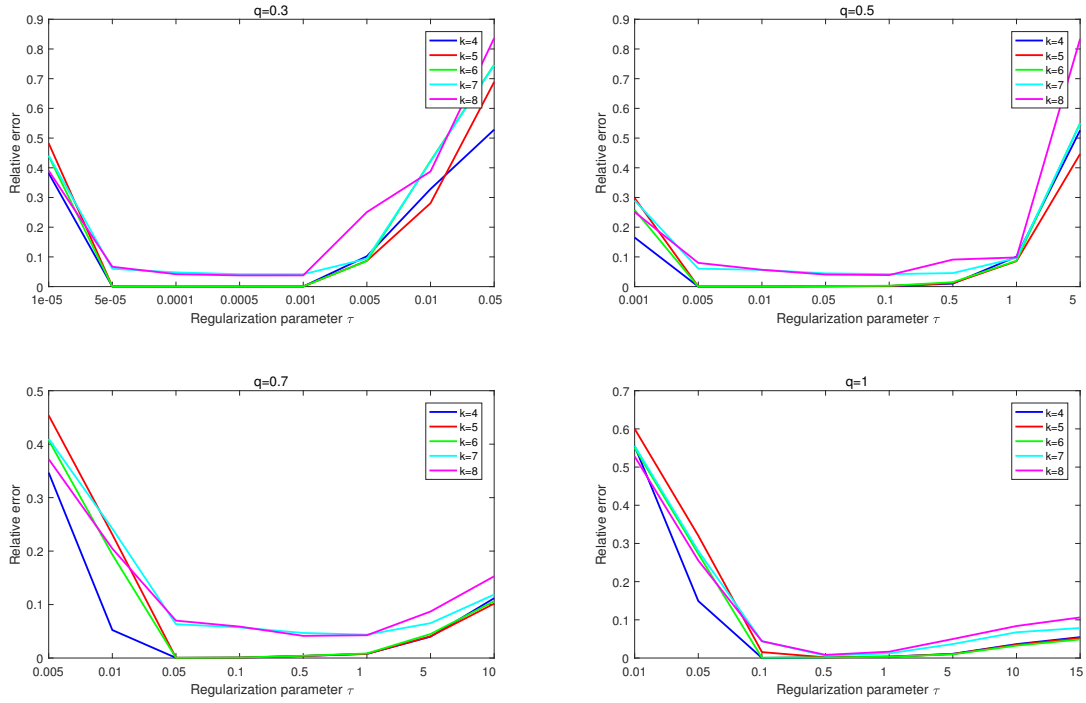 q=0.3
0.9
0.8
0.7
0.6
0.5
0.4
0.3
0.2
0.1
0
Relative error
1e-05 5e-05 0.0001 0.0005 0.001 0.005 0.01 0.05
Regularization parameter τ
k=4
k=5
k=6
k=7
k=8
q=0.5
0.9
0.8
0.7
0.6
0.5
0.4
0.3
0.2
0.1
0
Relative error
0.001 0.005 0.01 0.05 0.1 0.5 1 5
Regularization parameter τ
k=4
k=5
k=6
k=7
k=8
q=0.7
0.5
0.4
0.3
0.2
0.1
0
Relative error
0.005 0.01 0.05 0.1 0.5 1 5 10
Regularization parameter τ
k=4
k=5
k=6
k=7
k=8
q=1
0.7
0.6
0.5
0.4
0.3
0.2
0.1
0
Relative error
0.01 0.05 0.1 0.5 1 5 10 15
Regularization parameter τ
k=4
k=5
k=6
k=7
k=8